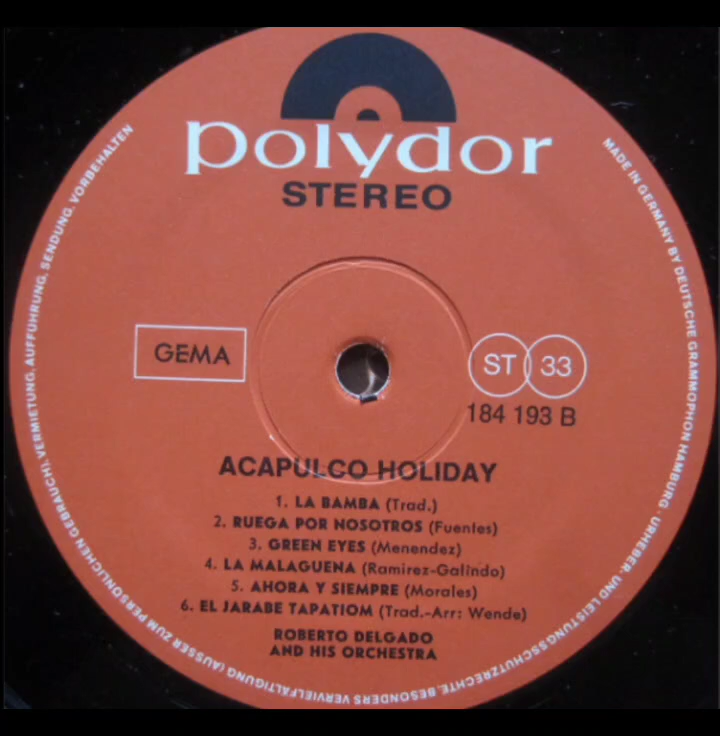 polydor
STEREO
GEMA
ST 33
184 193 B
ACAPULCO HOLIDAY
1. LA BAMBA (Trad.)
2. RUEGA POR NOSOTROS (Fuentes)
3. GREEN EYES (Menendez)
4. LA MALAGUENA (Ramirez-Galindo)
5. AHORA Y SIEMPRE (Morales)
6. EL JARABE TAPATIOM (Trad.-Arr: Wende)
ROBERTO DELGADO
AND HIS ORCHESTRA
MADE IN GERMANY BY DEUTSCHE GRAMMOPHON HAMBURG. URHEBER- UND LEISTUNGSSCHUTZRECHTE, BESONDERS VERVIELFÄLTIGUNG (AUSSER ZUM PERSÖNLICHEN GEBRAUCH), VERMIETUNG, AUFFÜHRUNG, SENDUNG, VORBEHALTEN